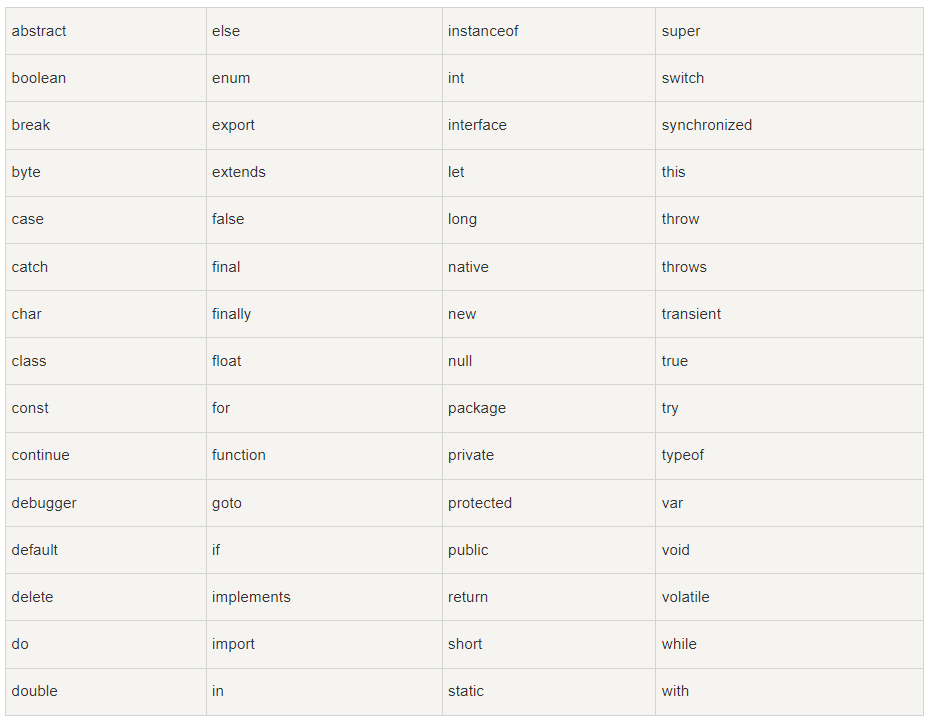 abstract else instanceof super
boolean enum int switch
break export interface synchronized
byte extends let this
case false long throw
catch final native throws
char finally new transient
class float null true
const for package try
continue function private typeof
debugger goto protected var
default if public void
delete implements return volatile
do import short while
double in static with